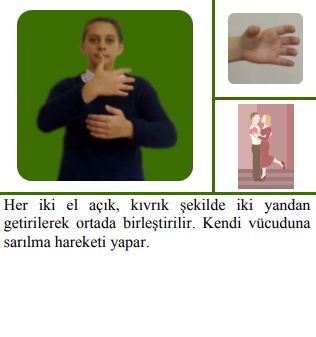 Her iki el açık, kıvrık şekilde iki yandan
getirilerek ortada birleştirilir. Kendi vücuduna
sarılma hareketi yapar.